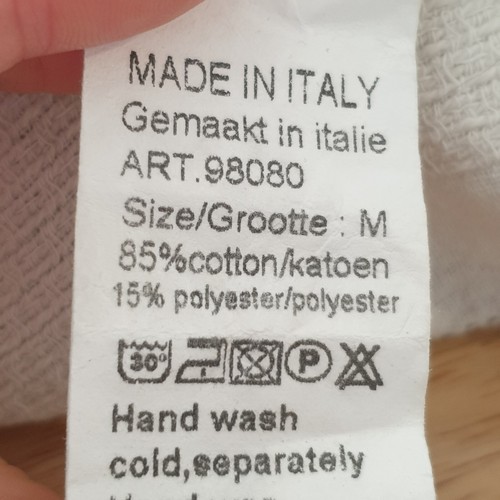 MADE IN ITALY
Gemaakt in italie
ART.98080
Size/Grootte : M
85%cotton/katoen
15% polyester/polyester
30° P
Hand wash
cold,separately